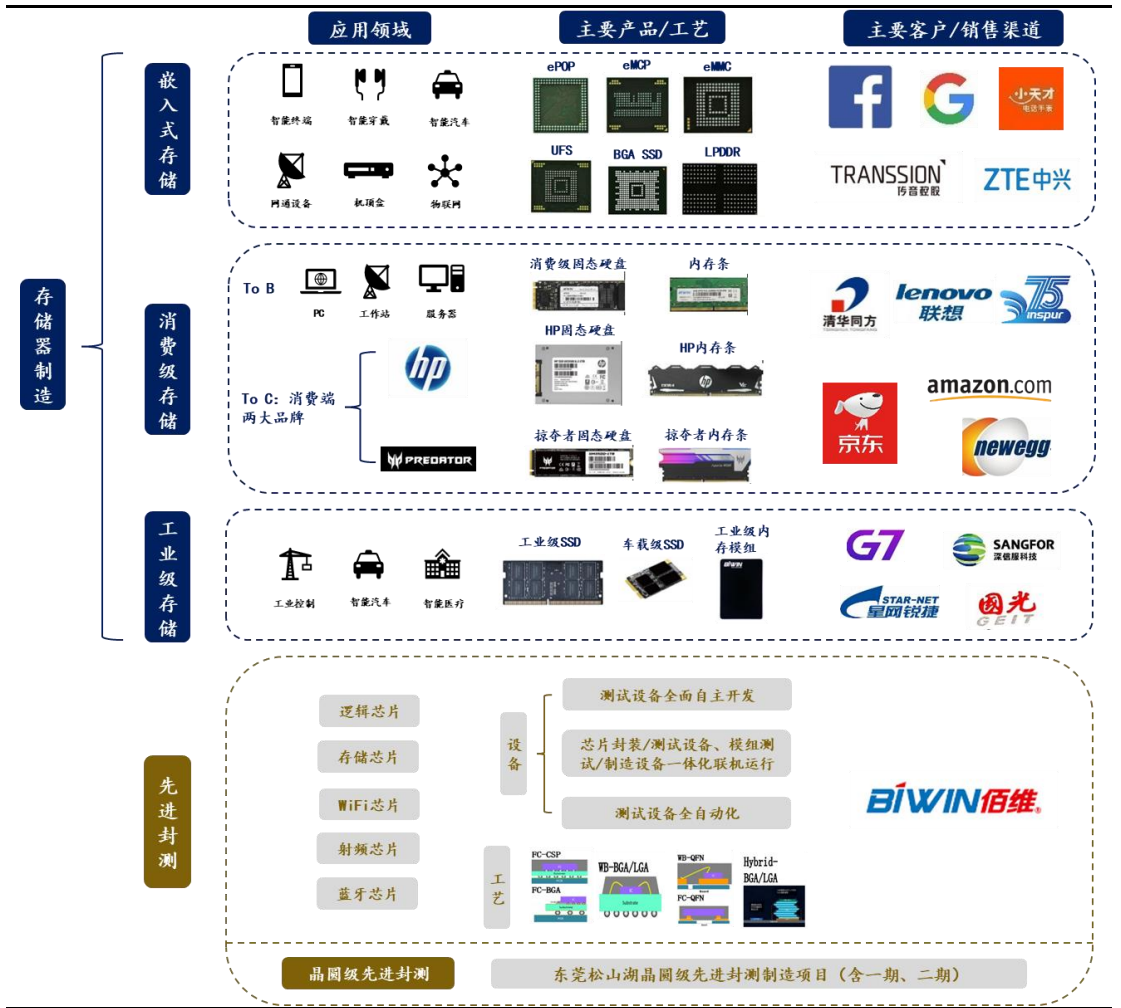 应用领域
主要产品/工艺
主要客户/销售渠道
存储器制造
嵌入式存储
智能终端
智能穿戴
智能汽车
网通设备
机顶盒
物联网
ePOP
eMCP
eMMC
UFS
BGA SSD
LPDDR
小天才
电话手表
TRANSSION
传音控股
ZTE中兴
消费级存储
To B
PC
工作站
服务器
To C: 消费端
两大品牌
hp
PREDATOR
消费级固态硬盘
内存条
HP固态硬盘
HP内存条
掠夺者固态硬盘
掠夺者内存条
清华同方
lenovo
联想
75
inspur
京东
amazon.com
newegg
工业级存储
工业控制
智能汽车
智能医疗
工业级SSD
车载级SSD
工业级内
存模组
BIWIN
G7
SANGFOR
深信服科技
STAR-NET
星网锐捷
國光
GEIT
先进封测
逻辑芯片
存储芯片
WiFi芯片
射频芯片
蓝牙芯片
设备
测试设备全面自主开发
芯片封装/测试设备、模组测
试/制造设备一体化联机运行
测试设备全自动化
工艺
FC-CSP
FC-BGA
WB-BGA/LGA
Substrate
WB-QFN
FC-QFN
Hybrid-
BGA/LGA
BIWIN佰维®
晶圆级先进封测
东莞松山湖晶圆级先进封测制造项目（含一期、二期）